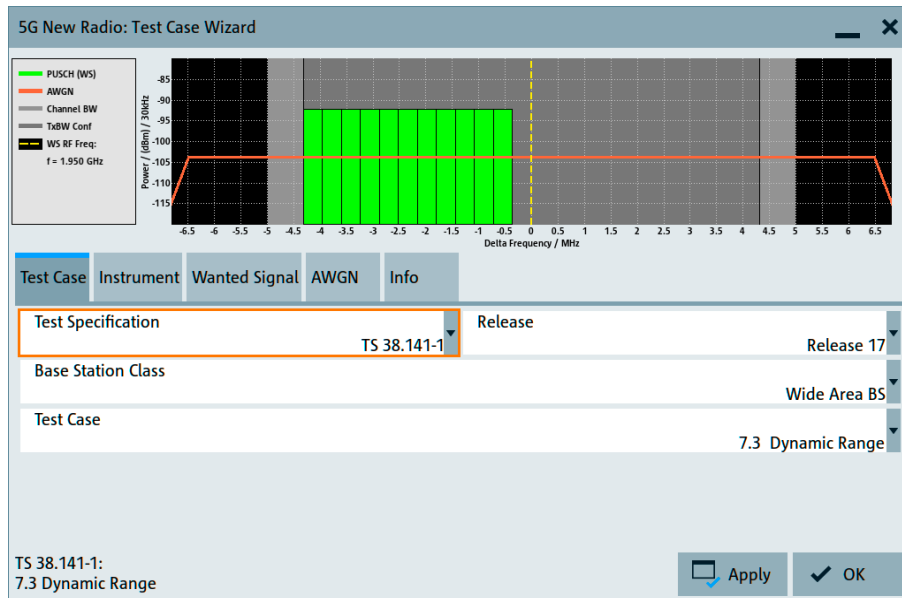 5G New Radio: Test Case Wizard
PUSCH (WS)
AWGN
Channel BW
TxBW Conf
WS RF Freq:
f = 1.950 GHz
Power / (dBm) / 30kHz
-85
-90
-95
-100
-105
-110
-115
-6.5 -6 -5.5 -5 -4.5 -4 -3.5 -3 -2.5 -2 -1.5 -1 -0.5 0 0.5 1 1.5 2 2.5 3 3.5 4 4.5 5 5.5 6 6.5
Delta Frequency / MHz
Test Case Instrument Wanted Signal AWGN Info
Test Specification
TS 38.141-1
Release
Release 17
Base Station Class
Wide Area BS
Test Case
7.3 Dynamic Range
TS 38.141-1:
7.3 Dynamic Range
Apply
OK